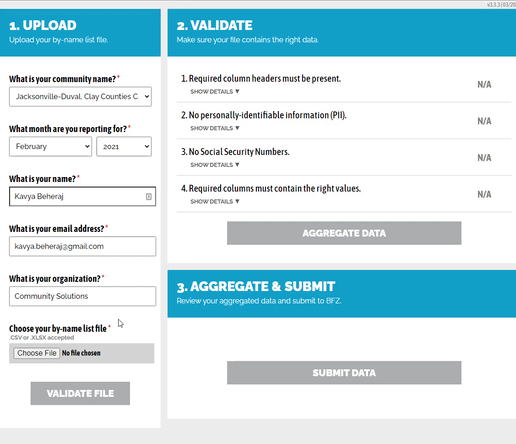 v3.3.3 | 03/20
1. UPLOAD
Upload your by-name list file.
What is your community name? *
Jacksonville-Duval, Clay Counties C
What month are you reporting for? *
February
2021
What is your name? *
Kavya Beheraj
What is your email address? *
kavya.beheraj@gmail.com
What is your organization? *
Community Solutions
Choose your by-name list file *
.CSV or .XLSX accepted
Choose File No file chosen
VALIDATE FILE
2. VALIDATE
Make sure your file contains the right data.
1. Required column headers must be present.
SHOW DETAILS ▼
N/A
2. No personally-identifiable information (PII).
SHOW DETAILS ▼
N/A
3. No Social Security Numbers.
SHOW DETAILS ▼
N/A
4. Required columns must contain the right values.
SHOW DETAILS ▼
N/A
AGGREGATE DATA
3. AGGREGATE & SUBMIT
Review your aggregated data and submit to BFZ.
SUBMIT DATA